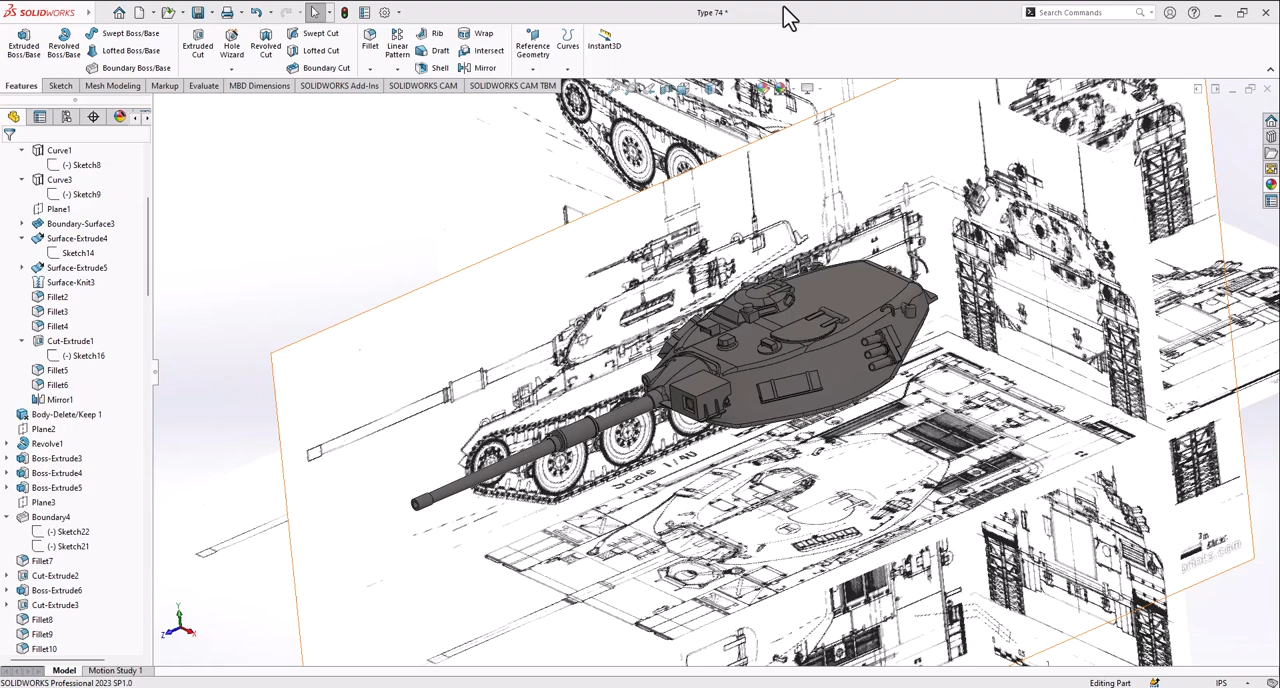 SOLIDWORKS
Type 74 *
Search Commands
Extruded Boss/Base
Revolved Boss/Base
Swept Boss/Base
Lofted Boss/Base
Boundary Boss/Base
Extruded Cut
Hole Wizard
Revolved Cut
Swept Cut
Lofted Cut
Boundary Cut
Fillet
Linear Pattern
Rib
Draft
Shell
Wrap
Intersect
Mirror
Reference Geometry
Curves
Instant3D
Features
Sketch
Mesh Modeling
Markup
Evaluate
MBD Dimensions
SOLIDWORKS Add-Ins
SOLIDWORKS CAM
SOLIDWORKS CAM TBM
Curve1
(-) Sketch8
Curve3
(-) Sketch9
Plane1
Boundary-Surface3
Surface-Extrude4
Sketch14
Surface-Extrude5
Surface-Knit3
Fillet2
Fillet3
Fillet4
Cut-Extrude1
(-) Sketch16
Fillet5
Fillet6
Mirror1
Body-Delete/Keep 1
Plane2
Revolve1
Boss-Extrude3
Boss-Extrude4
Boss-Extrude5
Plane3
Boundary4
(-) Sketch22
(-) Sketch21
Fillet7
Cut-Extrude2
Boss-Extrude6
Cut-Extrude3
Fillet8
Fillet9
Fillet10
Scale 1/40
Y
Z
X
Model
Motion Study 1
SOLIDWORKS Professional 2023 SP1.0
Editing Part
IPS